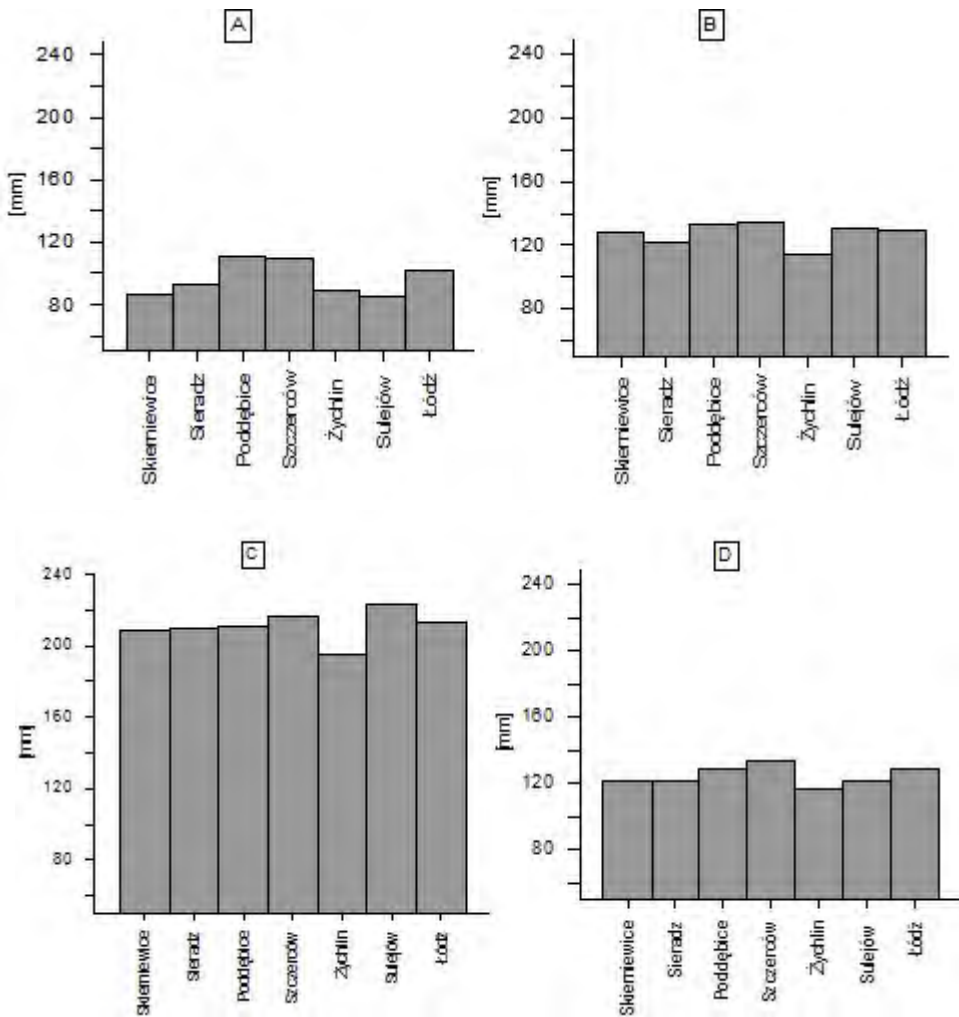 A
240
200
160
120
80
[mm]
Skierniewice
Sieradz
Poddębice
Szczerców
Żychlin
Sulejów
Łódź
B
240
200
160
120
80
[mm]
Skierniewice
Sieradz
Poddębice
Szczerców
Żychlin
Sulejów
Łódź
C
240
200
160
120
80
[mm]
Skierniewice
Sieradz
Poddębice
Szczerców
Żychlin
Sulejów
Łódź
D
240
200
160
120
80
[mm]
Skierniewice
Sieradz
Poddębice
Szczerców
Żychlin
Sulejów
Łódź